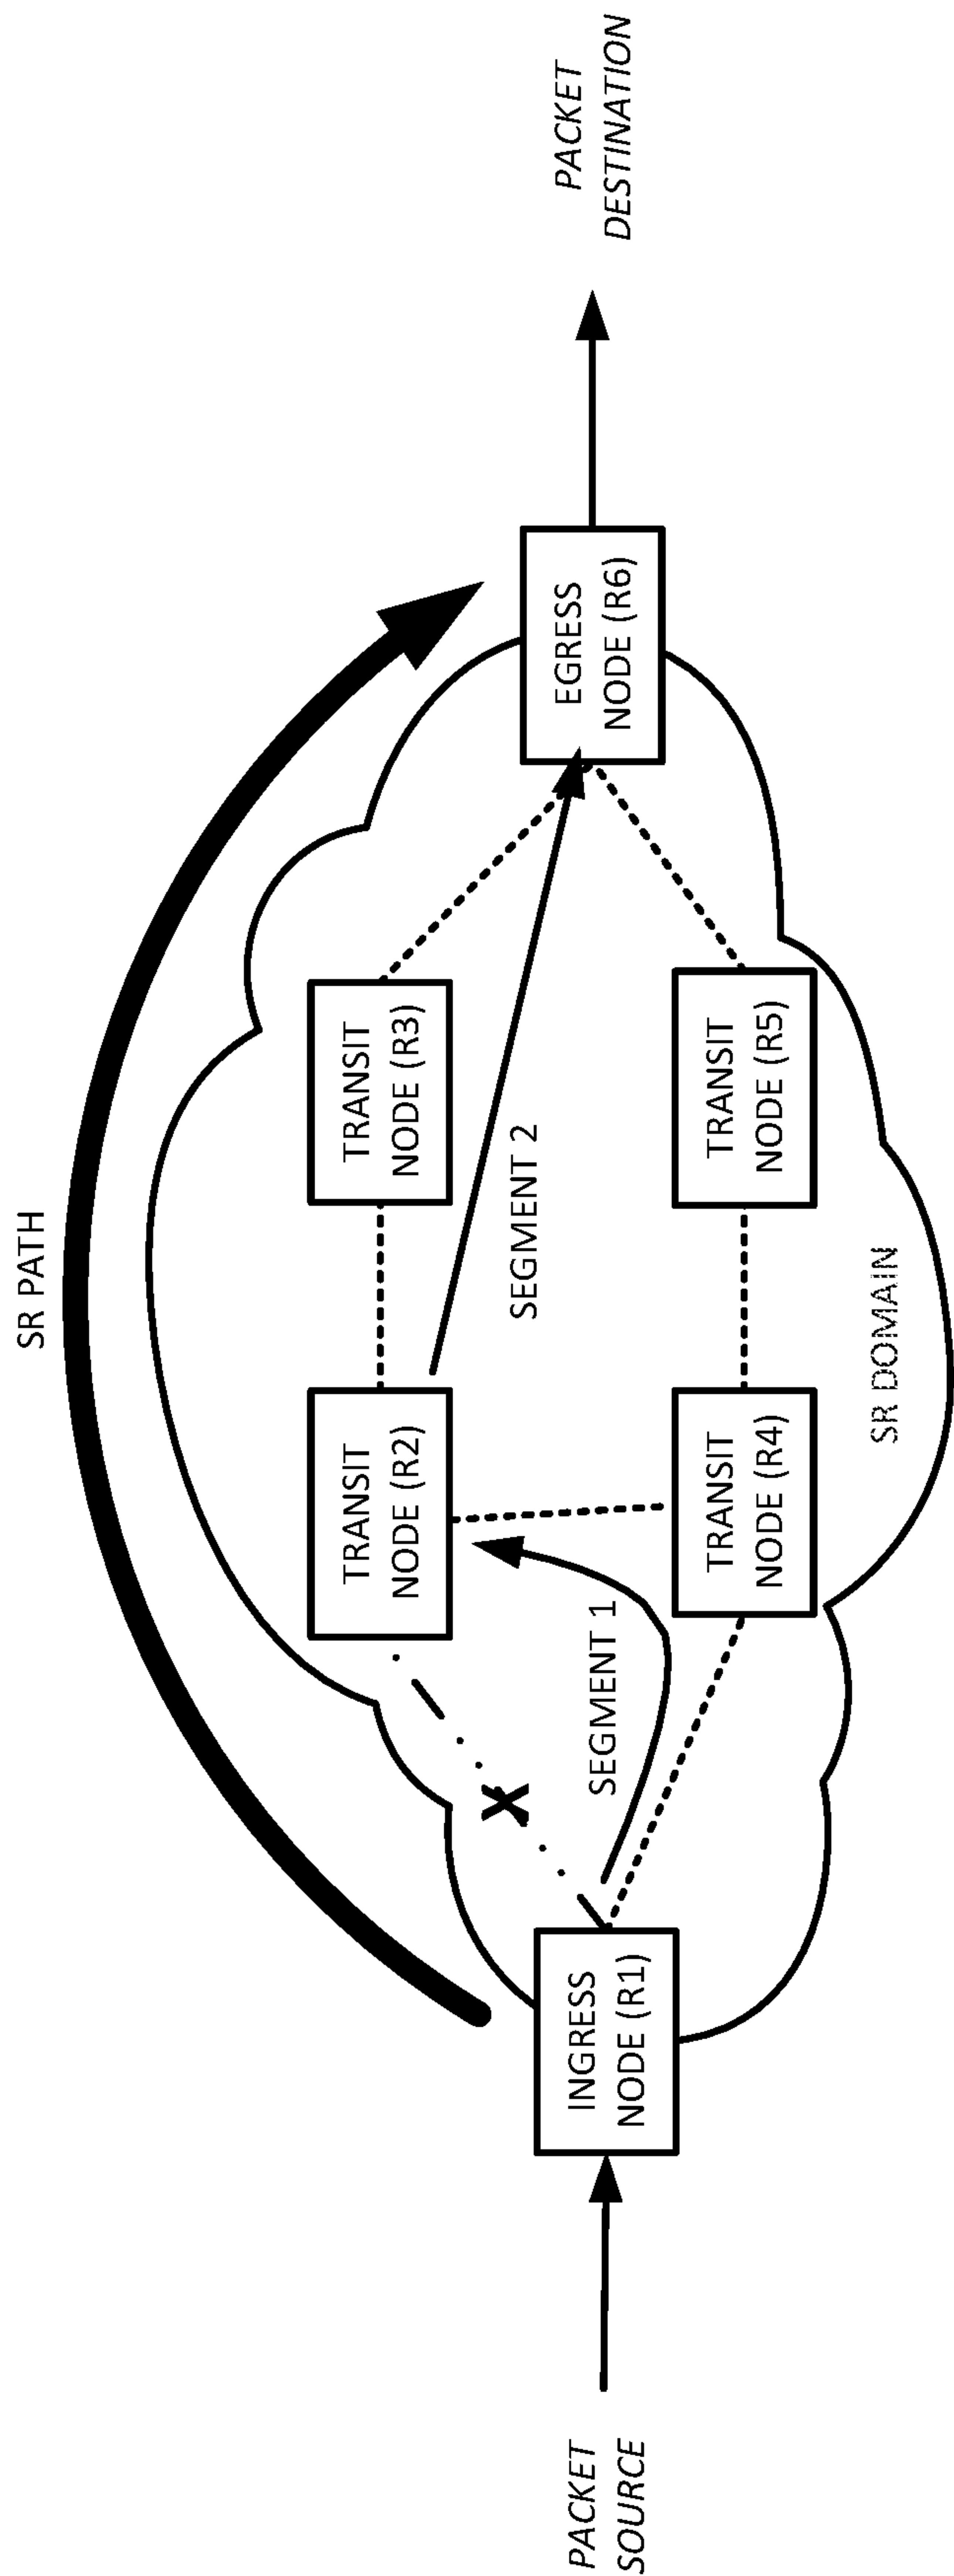 SR PATH
PACKET
SOURCE
INGRESS
NODE (R1)
SEGMENT 1
TRANSIT
NODE (R2)
TRANSIT
NODE (R4)
SEGMENT 2
TRANSIT
NODE (R3)
TRANSIT
NODE (R5)
SR DOMAIN
EGRESS
NODE (R6)
PACKET
DESTINATION